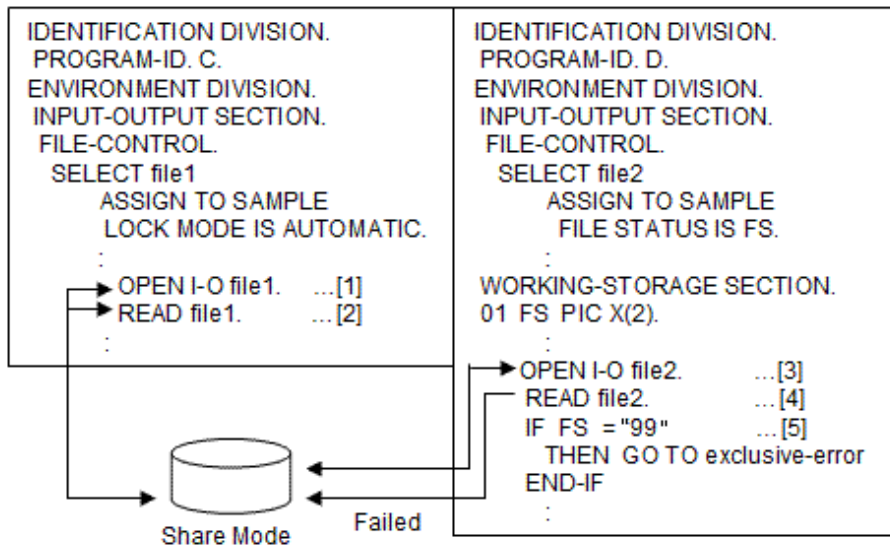 IDENTIFICATION DIVISION.
PROGRAM-ID. C.
ENVIRONMENT DIVISION.
INPUT-OUTPUT SECTION.
FILE-CONTROL.
SELECT file1
ASSIGN TO SAMPLE
LOCK MODE IS AUTOMATIC.
:
OPEN I-O file1. ...[1]
READ file1. ...[2]
:
IDENTIFICATION DIVISION.
PROGRAM-ID. D.
ENVIRONMENT DIVISION.
INPUT-OUTPUT SECTION.
FILE-CONTROL.
SELECT file2
ASSIGN TO SAMPLE
FILE STATUS IS FS.
:
WORKING-STORAGE SECTION.
01 FS PIC X(2).
:
OPEN I-O file2. ...[3]
READ file2. ...[4]
IF FS ="99" ...[5]
THEN GO TO exclusive-error
END-IF
:
Share Mode
Failed